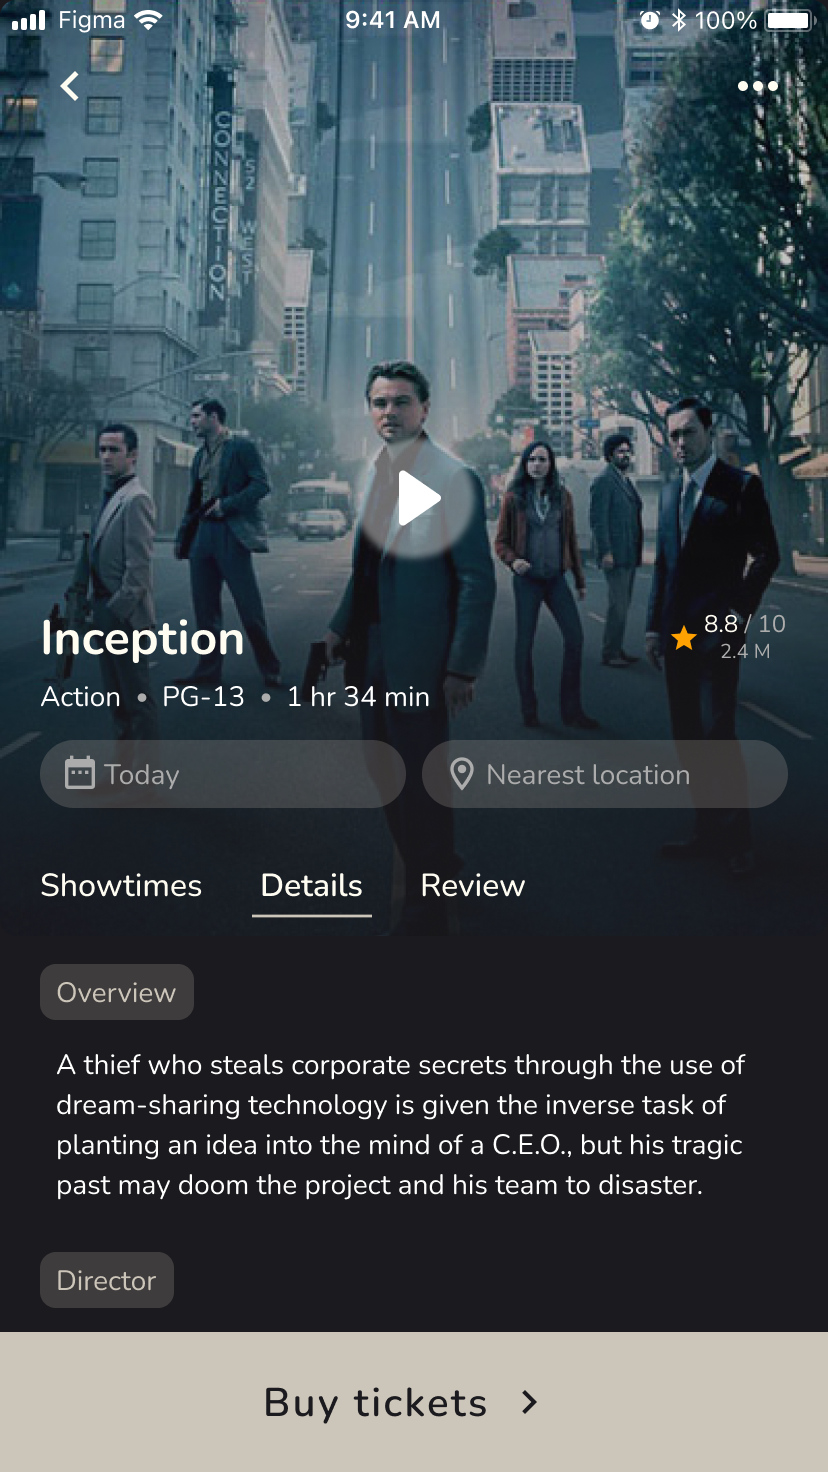 Figma 9:41 AM 100%
CONNECTION
52 WEST
Inception
8.8 / 10
2.4 M
Action • PG-13 • 1 hr 34 min
Today
Nearest location
Showtimes Details Review
Overview
A thief who steals corporate secrets through the use of
dream-sharing technology is given the inverse task of
planting an idea into the mind of a C.E.O., but his tragic
past may doom the project and his team to disaster.
Director
Buy tickets